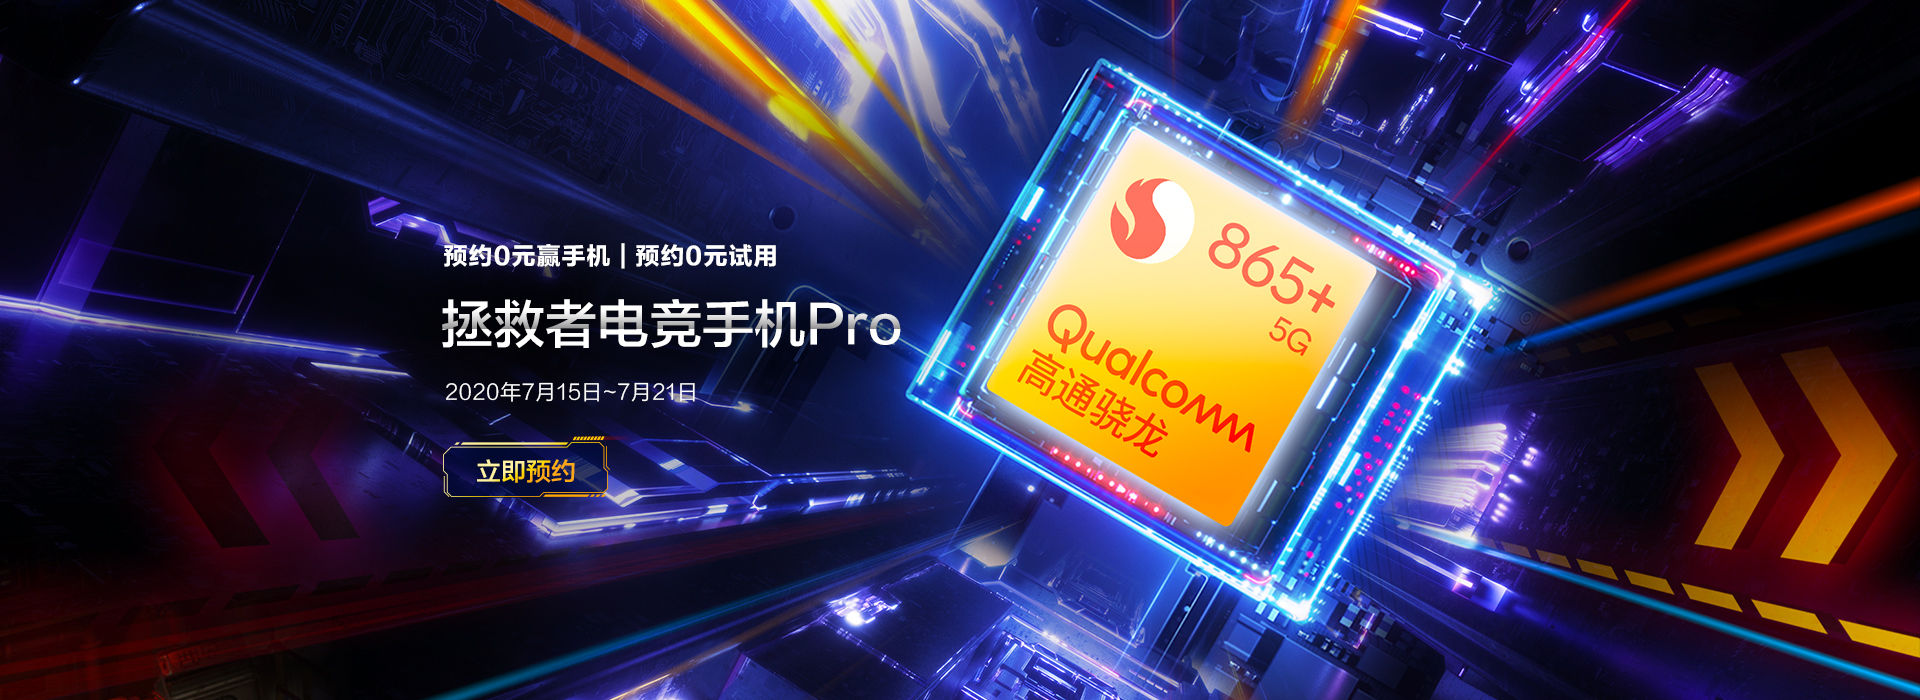 预约0元赢手机 | 预约0元试用
拯救者电竞手机Pro
2020年7月15日~7月21日
立即预约
865+
5G
Qualcomm
高通骁龙